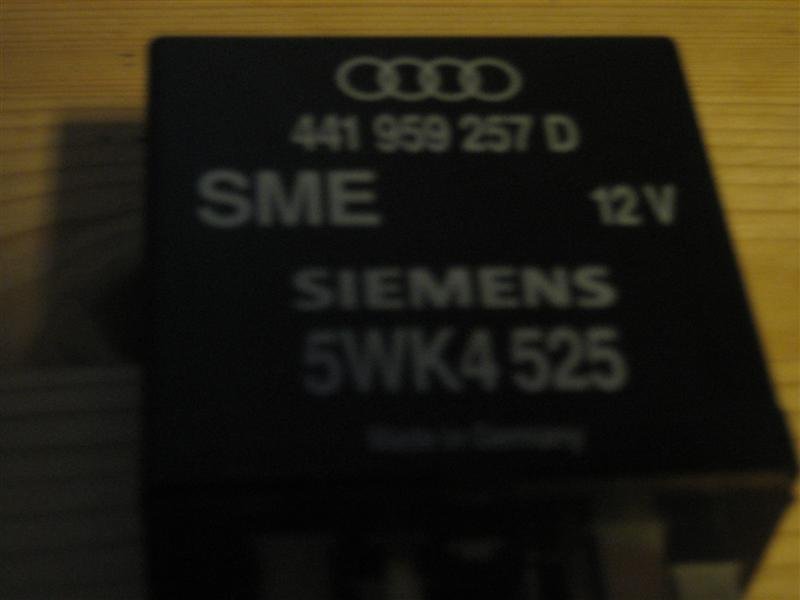 441 959 257 D
SME 12 V
SIEMENS
5WK4 525
Made in Germany